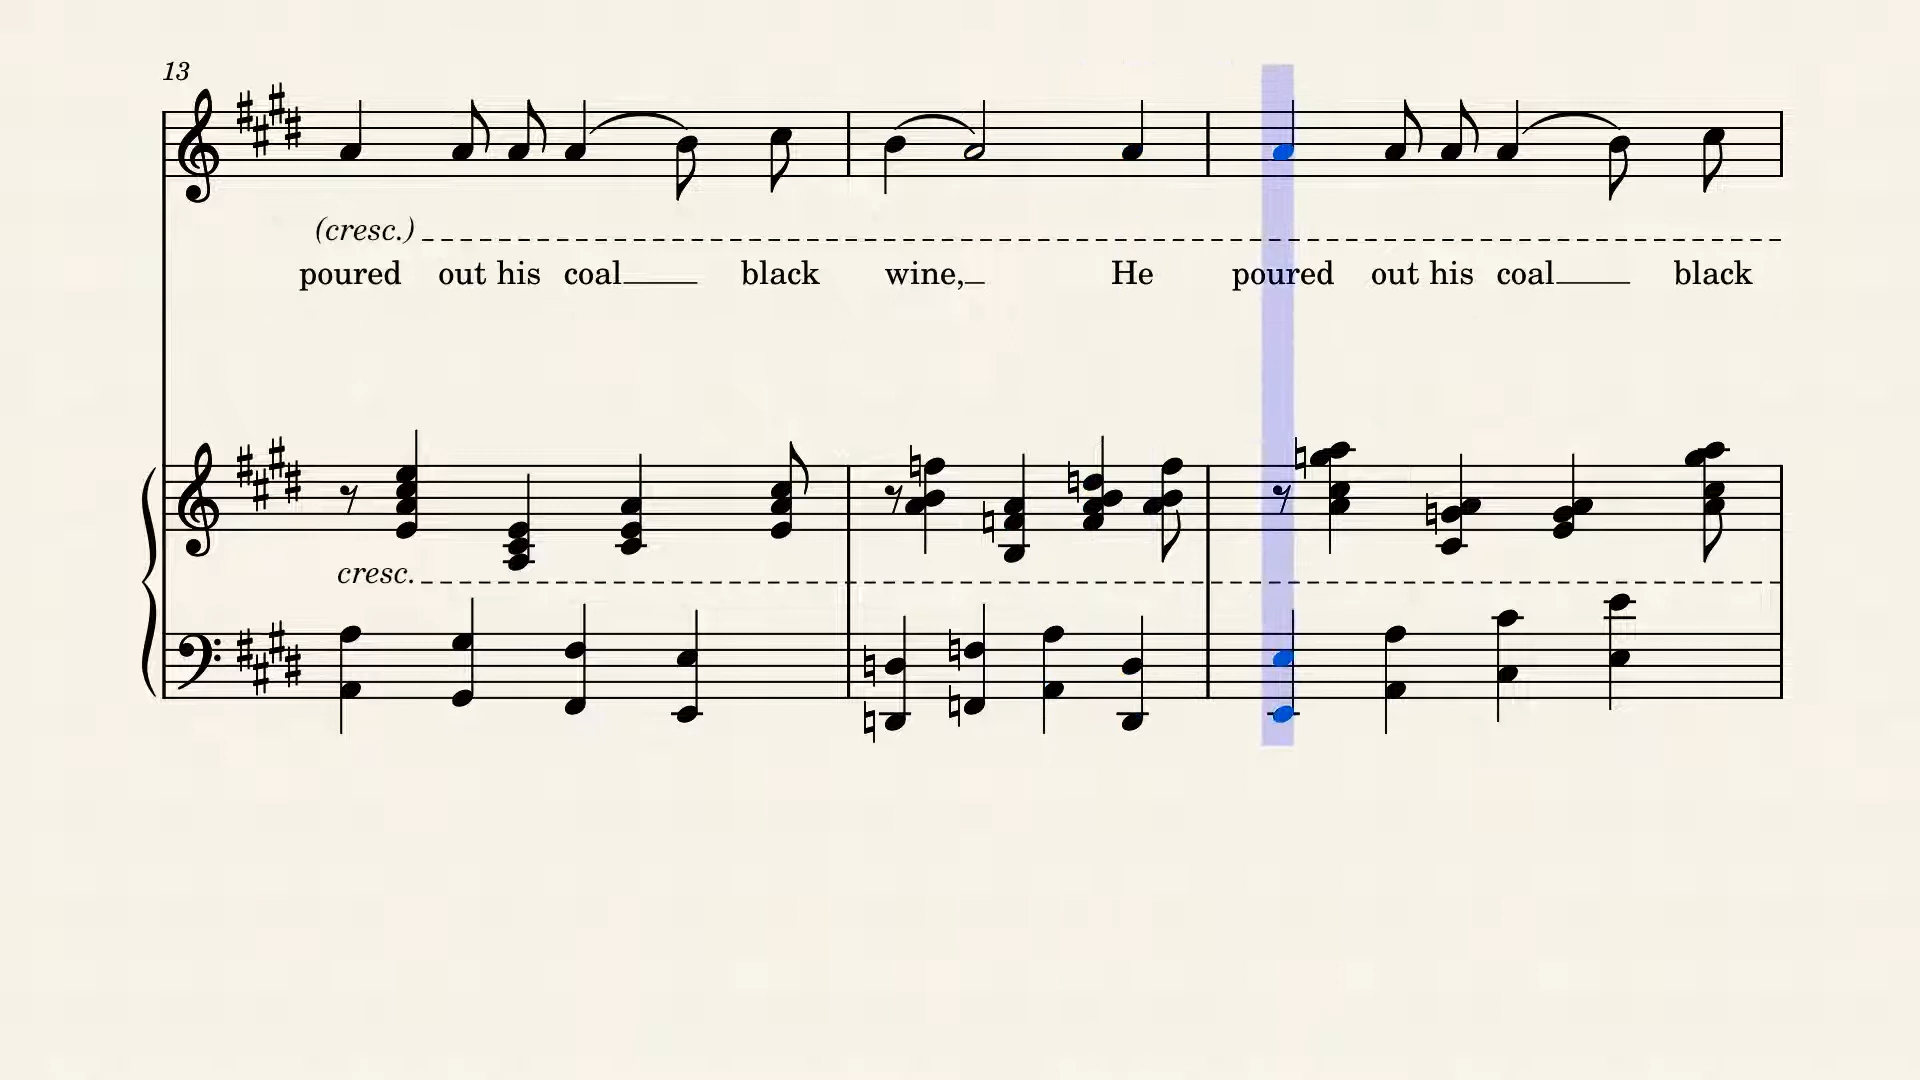 13
(cresc.)
poured out his coal black wine, He poured out his coal black
cresc.